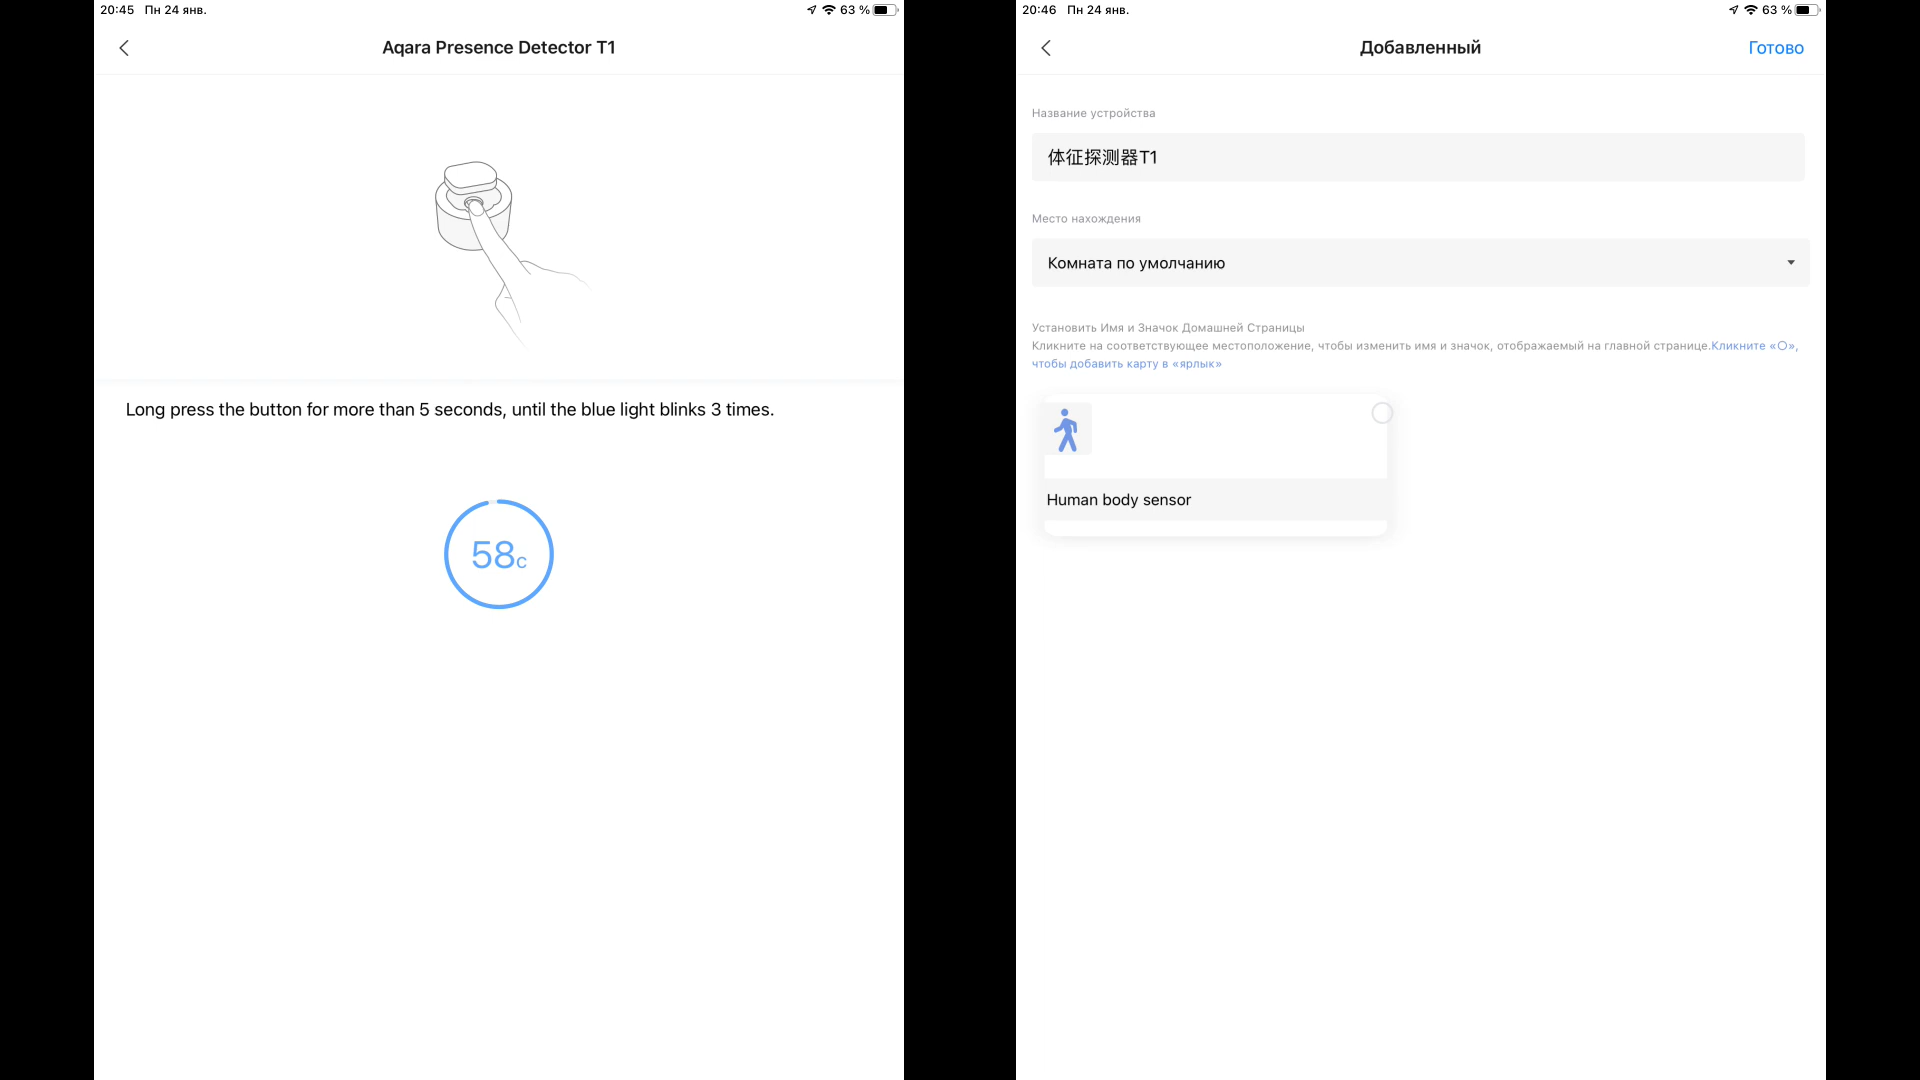 20:45 Пн 24 янв.
63 %
Aqara Presence Detector T1
Long press the button for more than 5 seconds, until the blue light blinks 3 times.
58с
20:46 Пн 24 янв.
63 %
Добавленный
Готово
Название устройства
体征探测器T1
Место нахождения
Комната по умолчанию
Установить Имя и Значок Домашней Страницы
Кликните на соответствующее местоположение, чтобы изменить имя и значок, отображаемый на главной странице.Кликните «○»,
чтобы добавить карту в «ярлык»
Human body sensor